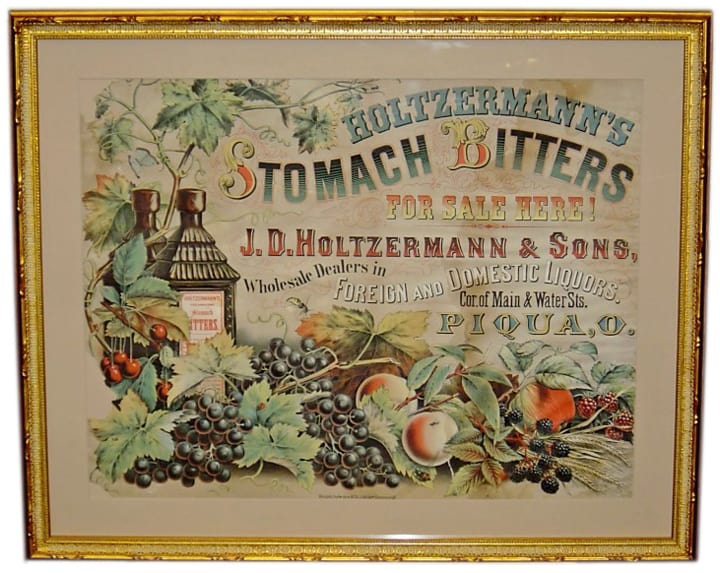 HOLTZERMANN'S
STOMACH BITTERS
FOR SALE HERE!
J. D. HOLTZERMANN & SONS,
Wholesale Dealers in
FOREIGN AND DOMESTIC LIQUORS.
Cor. of Main & Water Sts.
PIQUA, O.
HOLTZERMANN'S
Stomach
BITTERS.